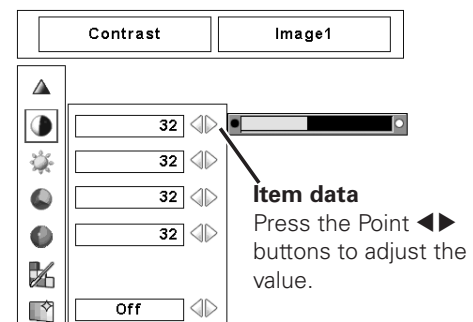 Contrast Image1
32
32
32
32
Off
Item data
Press the Point ◀▶
buttons to adjust the
value.